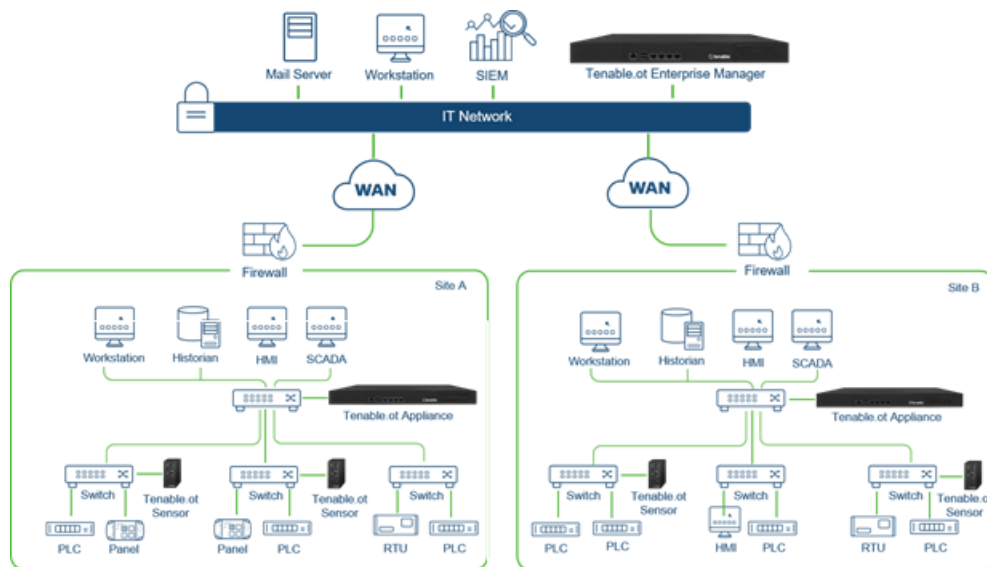 Mail Server
Workstation
SIEM
tenable
Tenable.ot Enterprise Manager
IT Network
WAN
WAN
Firewall
Firewall
Site A
Site B
Workstation
Historian
HMI
SCADA
Tenable.ot Appliance
Switch
Tenable.ot
Sensor
Switch
Tenable.ot
Sensor
Switch
PLC
Panel
Panel
PLC
RTU
PLC
Workstation
Historian
HMI
SCADA
Tenable.ot Appliance
Switch
Tenable.ot
Sensor
Switch
Switch
Tenable.ot
Sensor
PLC
PLC
HMI
PLC
RTU
PLC